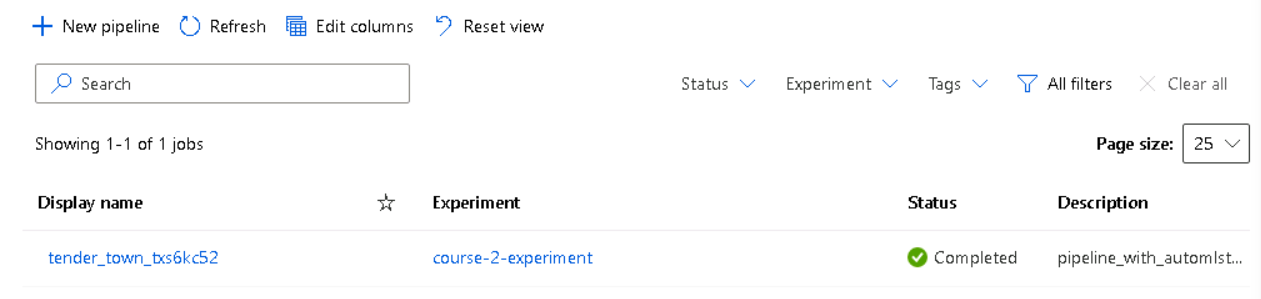 New pipeline Refresh Edit columns Reset view
Search Status Experiment Tags All filters Clear all
Showing 1-1 of 1 jobs Page size: 25
Display name Experiment Status Description
tender_town_txs6kc52 course-2-experiment Completed pipeline_with_automlst...